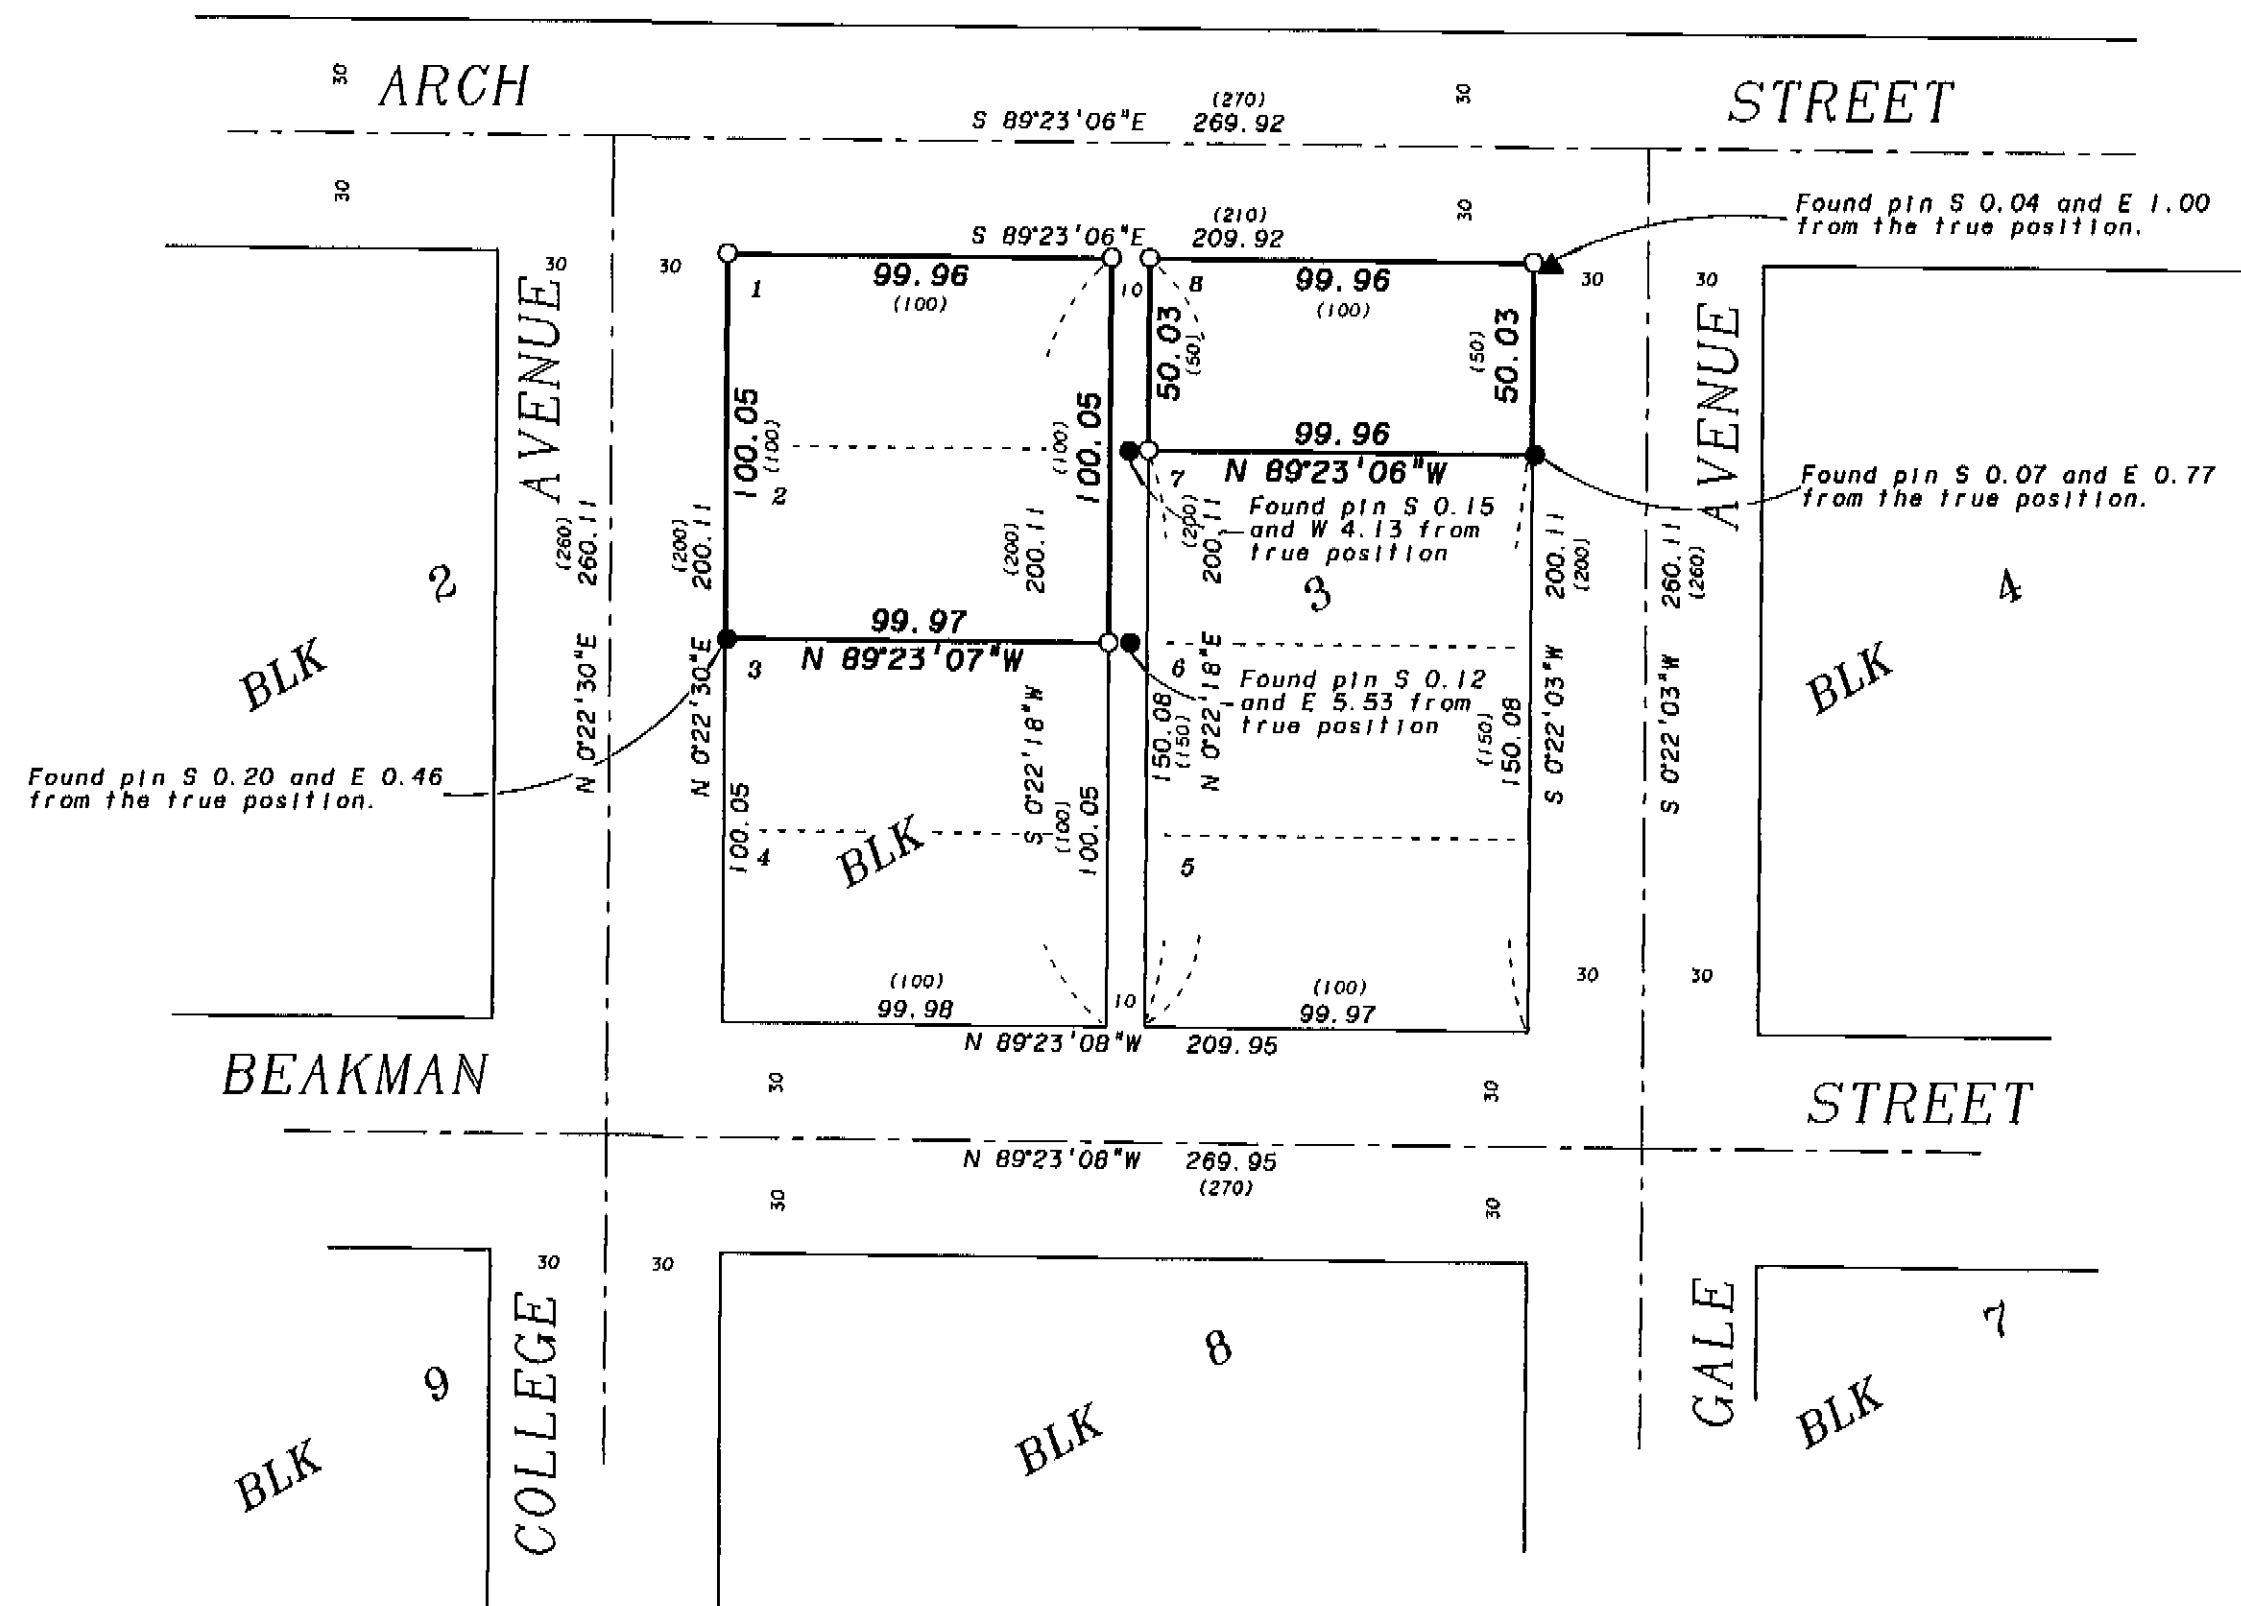 30
ARCH
(270)
S 89°23'06"E 269.92
30
STREET
30
(210)
S 89°23'06"E 209.92
30
Found pin S 0.04 and E 1.00
from the true position.
30
30
1
99.96
(100)
10
8
99.96
(100)
30
30
AVENUE
AVENUE
50.03
(50)
(50)
50.03
100.05
(100)
2
(100)
100.05
99.96
N 89°23'06"W
7
Found pin S 0.07 and E 0.77
from the true position.
Found pin S 0.15
and W 4.13 from
true position
(260)
260.11
(200)
200.11
(200)
200.11
(200)
200.11
200.11
(200)
260.11
(260)
2
BLK
3
4
BLK
99.97
N 89°23'07"W
3
6
Found pin S 0.12
and E 5.53 from
true position
N 0°22'30"E
N 0°22'30"E
S 0°22'18"W
150.08
(150)
N 0°22'18"E
(150)
150.08
S 0°22'03"W
S 0°22'03"W
Found pin S 0.20 and E 0.46
from the true position.
100.05
4
BLK
(100)
100.05
5
(100)
99.98
10
(100)
99.97
30
30
N 89°23'08"W 209.95
BEAKMAN
30
30
STREET
N 89°23'08"W 269.95
(270)
30
30
30
30
COLLEGE
GALE
9
BLK
8
BLK
7
BLK